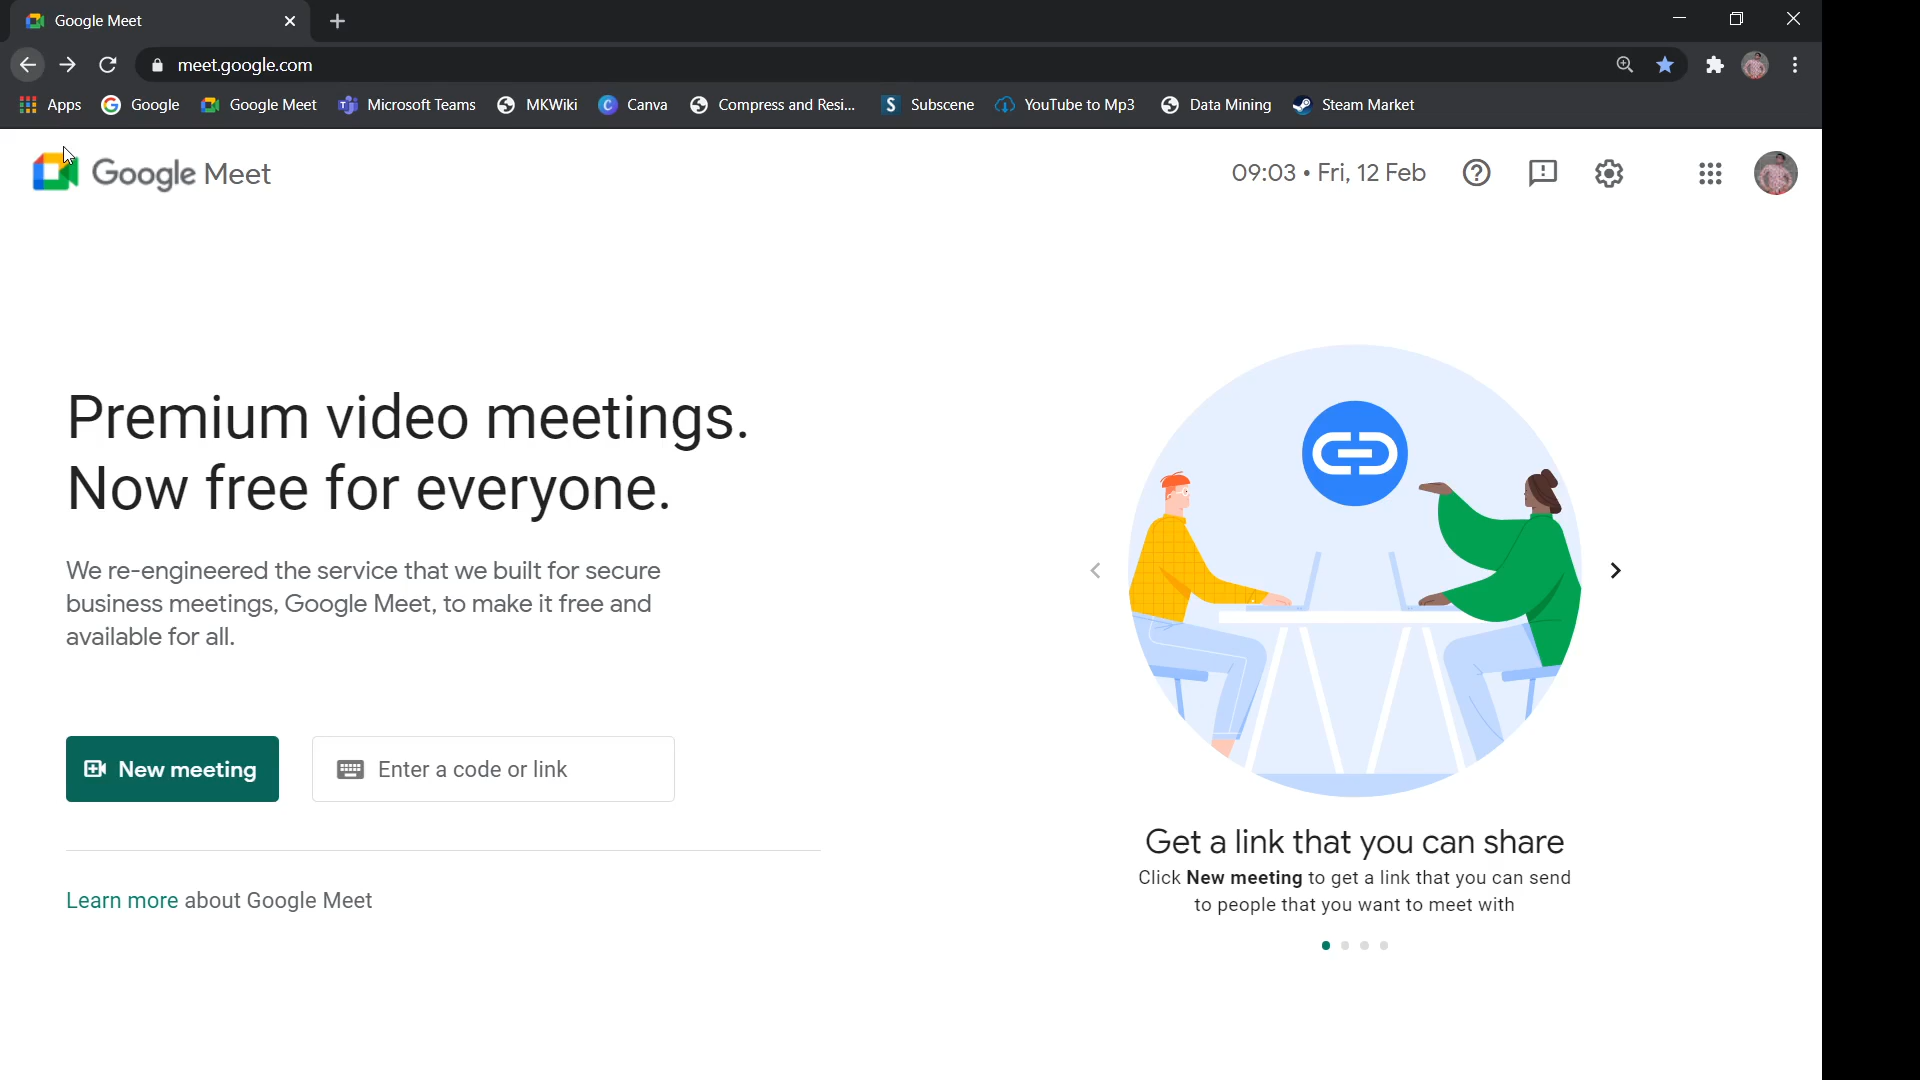 Google Meet
meet.google.com
Apps Google Google Meet Microsoft Teams MKWiki Canva Compress and Resi... Subscene YouTube to Mp3 Data Mining Steam Market
Google Meet
09:03 • Fri, 12 Feb
Premium video meetings.
Now free for everyone.
We re-engineered the service that we built for secure
business meetings, Google Meet, to make it free and
available for all.
New meeting
Enter a code or link
Learn more about Google Meet
Get a link that you can share
Click New meeting to get a link that you can send
to people that you want to meet with